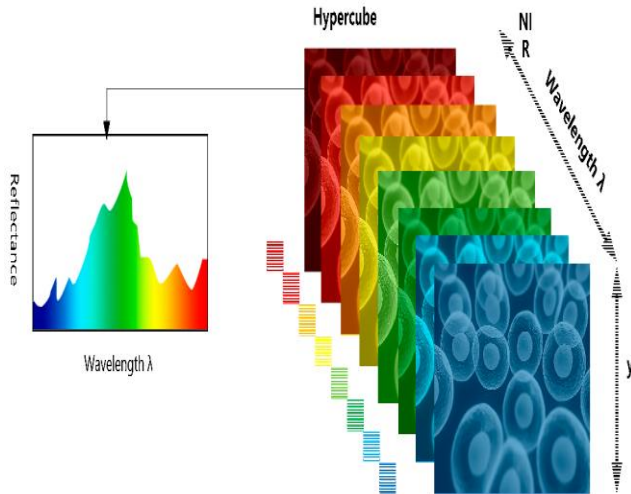 Hypercube
NI
R
Wavelength λ
Reflectance
Wavelength λ
y